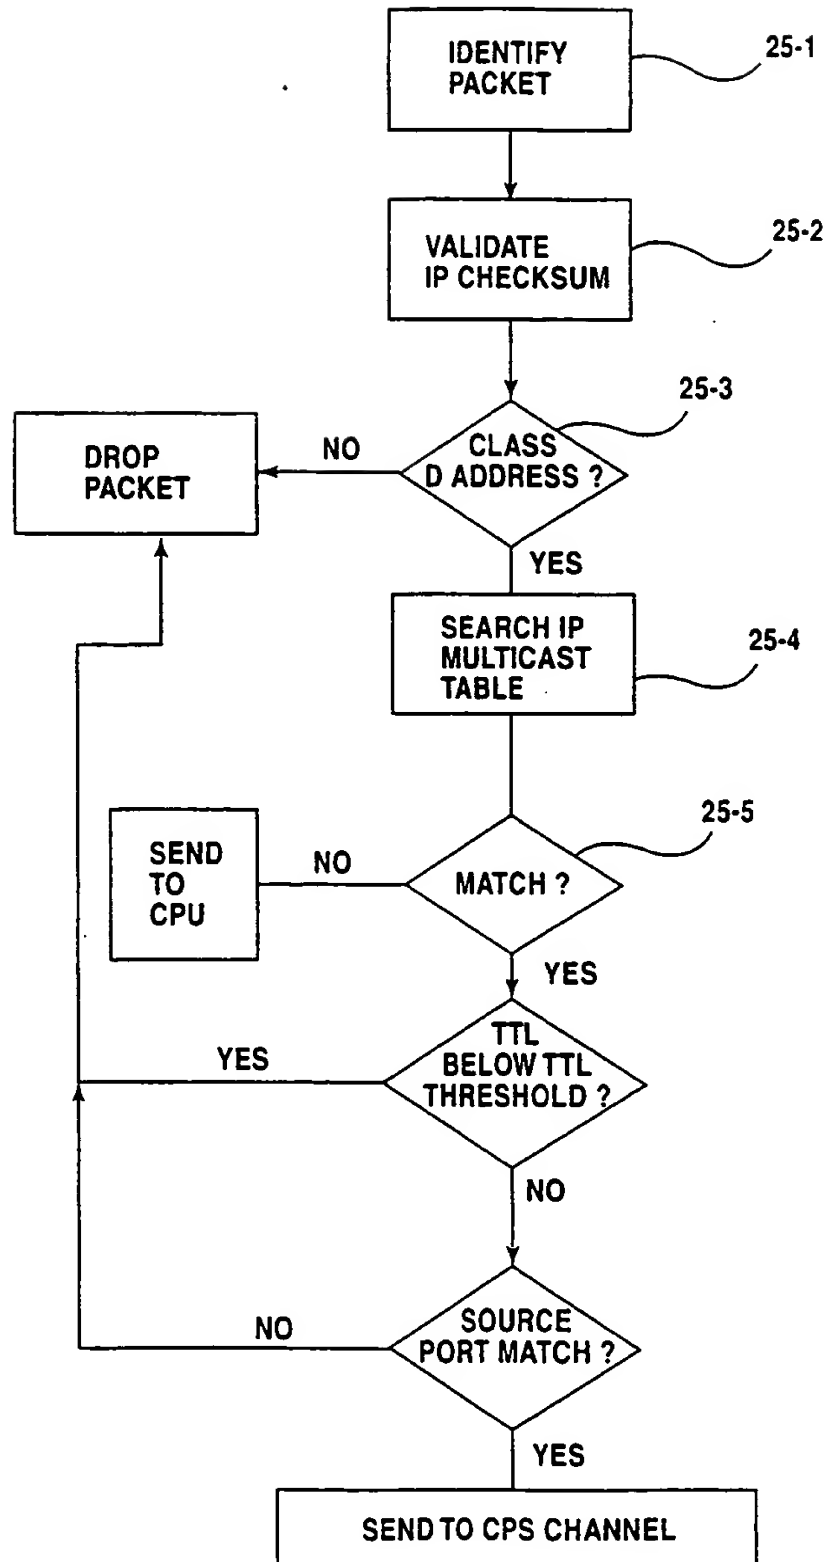 IDENTIFY
PACKET
25-1
VALIDATE
IP CHECKSUM
25-2
25-3
CLASS
D ADDRESS ?
NO
DROP
PACKET
YES
SEARCH IP
MULTICAST
TABLE
25-4
25-5
MATCH ?
NO
SEND
TO
CPU
YES
TTL
BELOW TTL
THRESHOLD ?
YES
NO
SOURCE
PORT MATCH ?
NO
YES
SEND TO CPS CHANNEL